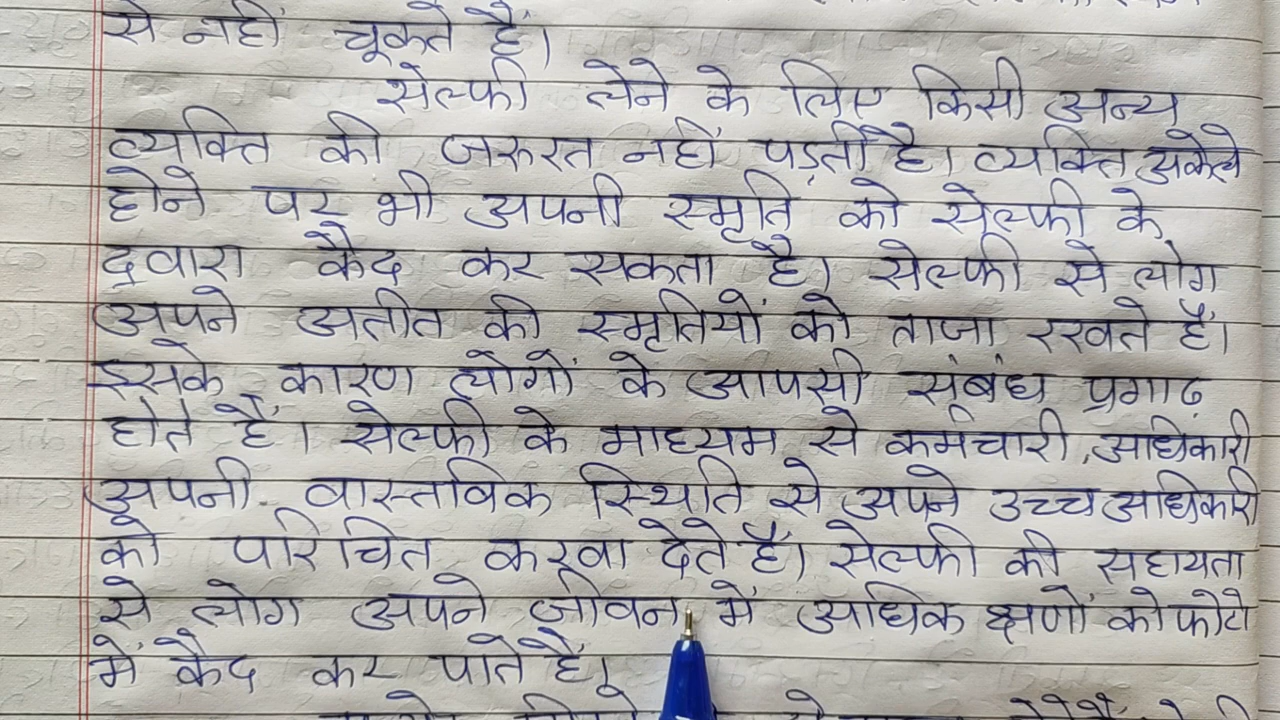 से नहीं चूकते हैं।
सेल्फी लेने के लिए किसी अन्य
व्यक्ति की जरुरत नहीं पड़ती है। व्यक्ति अकेले
होने पर भी अपनी स्मृति को सेल्फी के
द्वारा कैद कर सकता है। सेल्फी से लोग
अपने अतीत की स्मृतियों को ताजा रखते हैं।
इसके कारण लोगों के आपसी संबंध प्रगाढ़
होते हैं। सेल्फी के माध्यम से कर्मचारी, अधिकारी
अपनी वास्तविक स्थिति से अपने उच्च अधिकारी
को परिचित करवा देते हैं। सेल्फी की सहायता
से लोग अपने जीवन में अधिक क्षणों को फोटो
में कैद कर पाते हैं।